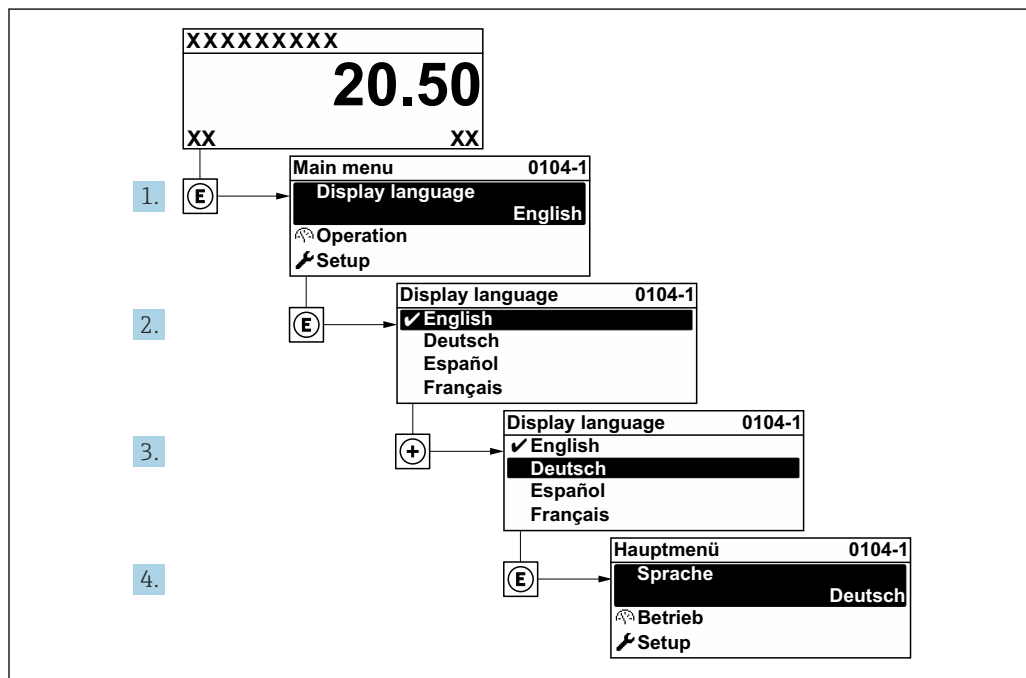 XXXXXXXXX
20.50
XX XX
1. E
Main menu 0104-1
Display language
English
Operation
Setup
2. E
Display language 0104-1
✔English
Deutsch
Español
Français
3. +
Display language 0104-1
✔English
Deutsch
Español
Français
4. E
Hauptmenü 0104-1
Sprache
Deutsch
Betrieb
Setup